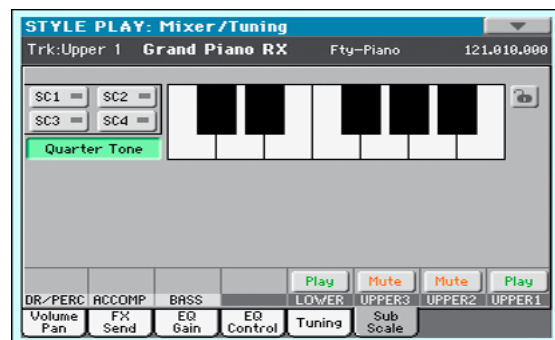 STYLE PLAY: Mixer/Tuning
Trk:Upper 1 Grand Piano RX Fty-Piano 121.010.000
SC1 SC2
SC3 SC4
Quarter Tone
Play Mute Mute Play
DR/PERC ACCOMP BASS LOWER UPPER3 UPPER2 UPPER1
Volume Pan FX Send EQ Gain EQ Control Tuning Sub Scale